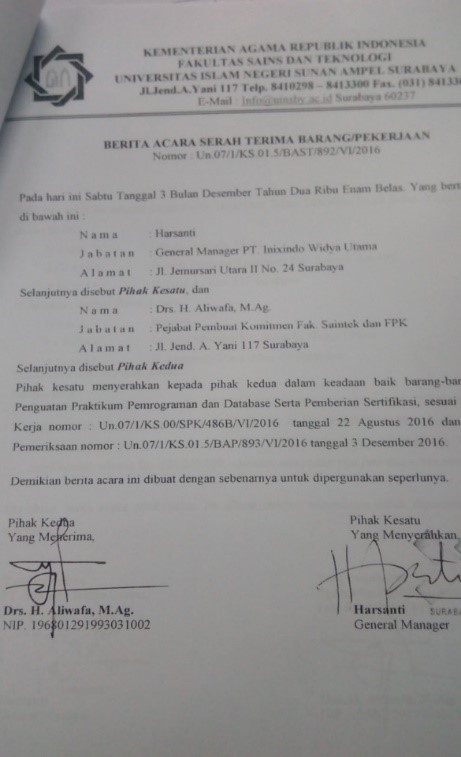 KEMENTERIAN AGAMA REPUBLIK INDONESIA
FAKULTAS SAINS DAN TEKNOLOGI
UNIVERSITAS ISLAM NEGERI SUNAN AMPEL SURABAYA
Jl.Jend.A.Yani 117 Telp. 8410298 – 8413300 Fax. (031) 841330
E-Mail : Info@uinsby.ac.id Surabaya 60237
BERITA ACARA SERAH TERIMA BARANG/PEKERJAAN
Nomor : Un.07/1/KS.01.5/BAST/892/VI/2016
Pada hari ini Sabtu Tanggal 3 Bulan Desember Tahun Dua Ribu Enam Belas. Yang bert
di bawah ini :
N a m a : Harsanti
J a b a t a n : General Manager PT. Inixindo Widya Utama
A l a m a t : Jl. Jemursari Utara II No. 24 Surabaya
Selanjutnya disebut Pihak Kesatu, dan
N a m a : Drs. H. Aliwafa, M.Ag.
J a b a t a n : Pejabat Pembuat Komitmen Fak. Saintek dan FPK
A l a m a t : Jl. Jend. A. Yani 117 Surabaya
Selanjutnya disebut Pihak Kedua
Pihak kesatu menyerahkan kepada pihak kedua dalam keadaan baik barang-bar
Penguatan Praktikum Pemrograman dan Database Serta Pemberian Sertifikasi, sesuai
Kerja nomor : Un.07/1/KS.00/SPK/486B/VI/2016 tanggal 22 Agustus 2016 dan
Pemeriksaan nomor : Un.07/1/KS.01.5/BAP/893/VI/2016 tanggal 3 Desember 2016.
Demikian berita acara ini dibuat dengan sebenarnya untuk dipergunakan seperlunya.
Pihak Kedua
Yang Menerima,
Drs. H. Aliwafa, M.Ag.
NIP. 196801291993031002
Pihak Kesatu
Yang Menyerahkan,
Harsanti SURABA
General Manager